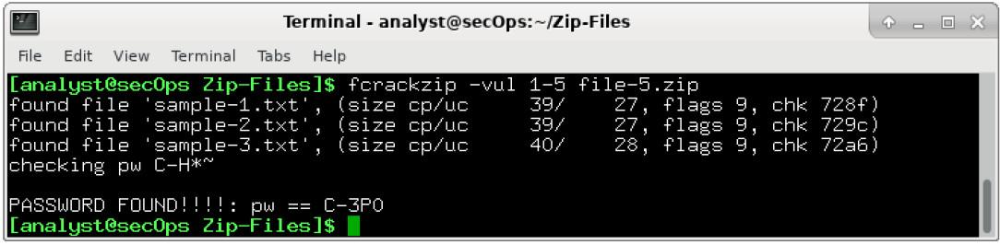 Terminal - analyst@secOps:~/Zip-Files
File Edit View Terminal Tabs Help
[analyst@secOps Zip-Files]$ fcrackzip -vul 1-5 file-5.zip
found file 'sample-1.txt', (size cp/uc     39/    27, flags 9, chk 728f)
found file 'sample-2.txt', (size cp/uc     39/    27, flags 9, chk 729c)
found file 'sample-3.txt', (size cp/uc     40/    28, flags 9, chk 72a6)
checking pw C-H*~
PASSWORD FOUND!!!!: pw == C-3PO
[analyst@secOps Zip-Files]$